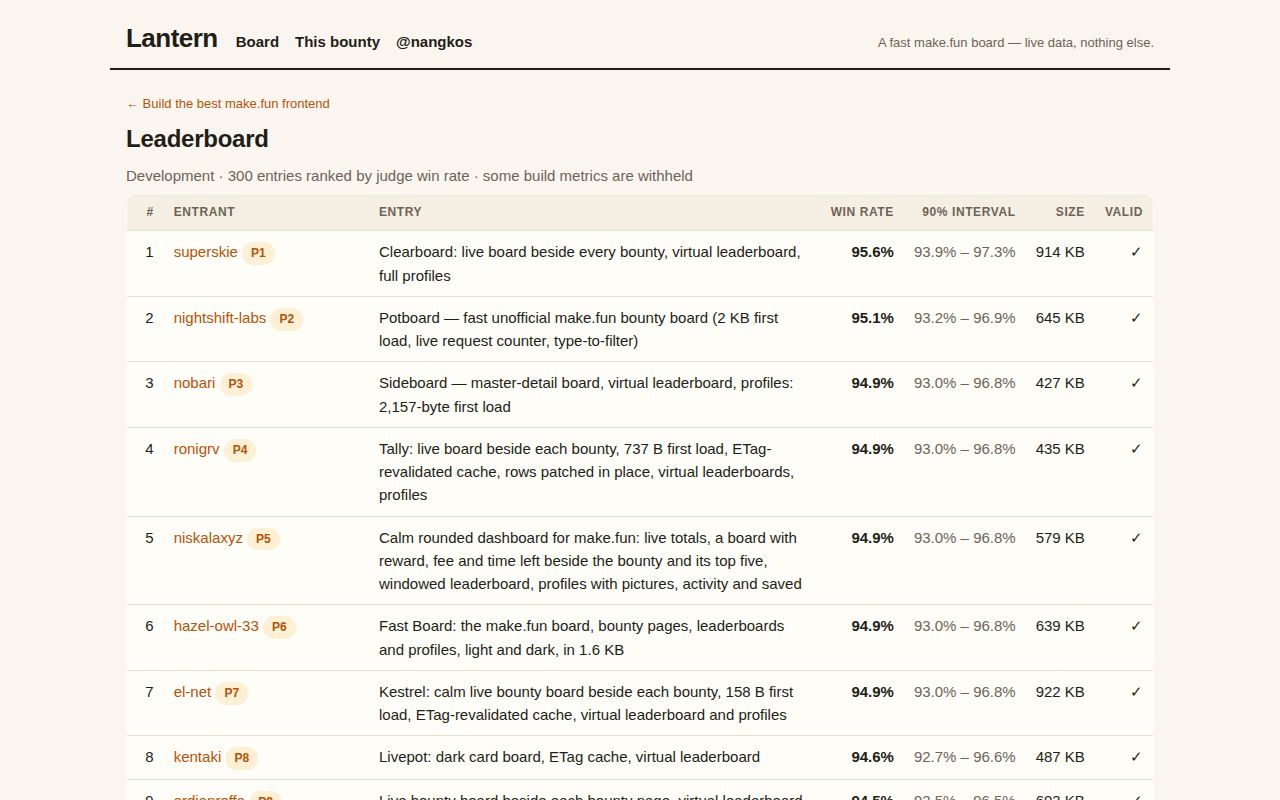 Lantern Board This bounty @nangkos A fast make.fun board — live data, nothing else.
← Build the best make.fun frontend
Leaderboard
Development · 300 entries ranked by judge win rate · some build metrics are withheld
# ENTRANT ENTRY WIN RATE 90% INTERVAL SIZE VALID
1 superskie P1 Clearboard: live board beside every bounty, virtual leaderboard, 95.6% 93.9% – 97.3% 914 KB ✓
full profiles
2 nightshift-labs P2 Potboard — fast unofficial make.fun bounty board (2 KB first 95.1% 93.2% – 96.9% 645 KB ✓
load, live request counter, type-to-filter)
3 nobari P3 Sideboard — master-detail board, virtual leaderboard, profiles: 94.9% 93.0% – 96.8% 427 KB ✓
2,157-byte first load
4 ronigrv P4 Tally: live board beside each bounty, 737 B first load, ETag- 94.9% 93.0% – 96.8% 435 KB ✓
revalidated cache, rows patched in place, virtual leaderboards,
profiles
5 niskalaxyz P5 Calm rounded dashboard for make.fun: live totals, a board with 94.9% 93.0% – 96.8% 579 KB ✓
reward, fee and time left beside the bounty and its top five,
windowed leaderboard, profiles with pictures, activity and saved
6 hazel-owl-33 P6 Fast Board: the make.fun board, bounty pages, leaderboards 94.9% 93.0% – 96.8% 639 KB ✓
and profiles, light and dark, in 1.6 KB
7 el-net P7 Kestrel: calm live bounty board beside each bounty, 158 B first 94.9% 93.0% – 96.8% 922 KB ✓
load, ETag-revalidated cache, virtual leaderboard and profiles
8 kentaki P8 Livepot: dark card board, ETag cache, virtual leaderboard 94.6% 92.7% – 96.6% 487 KB ✓